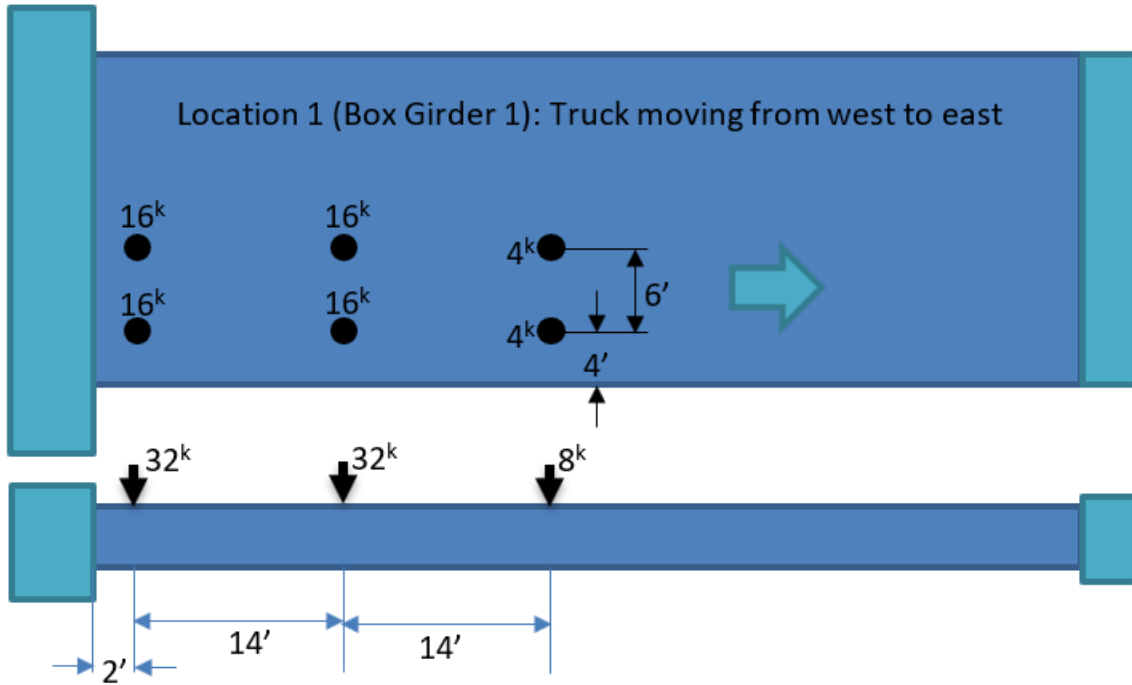 Location 1 (Box Girder 1): Truck moving from west to east
16ᵏ 16ᵏ
4ᵏ
6’
16ᵏ 16ᵏ
4ᵏ
4’
32ᵏ 32ᵏ 8ᵏ
14’ 14’
2’